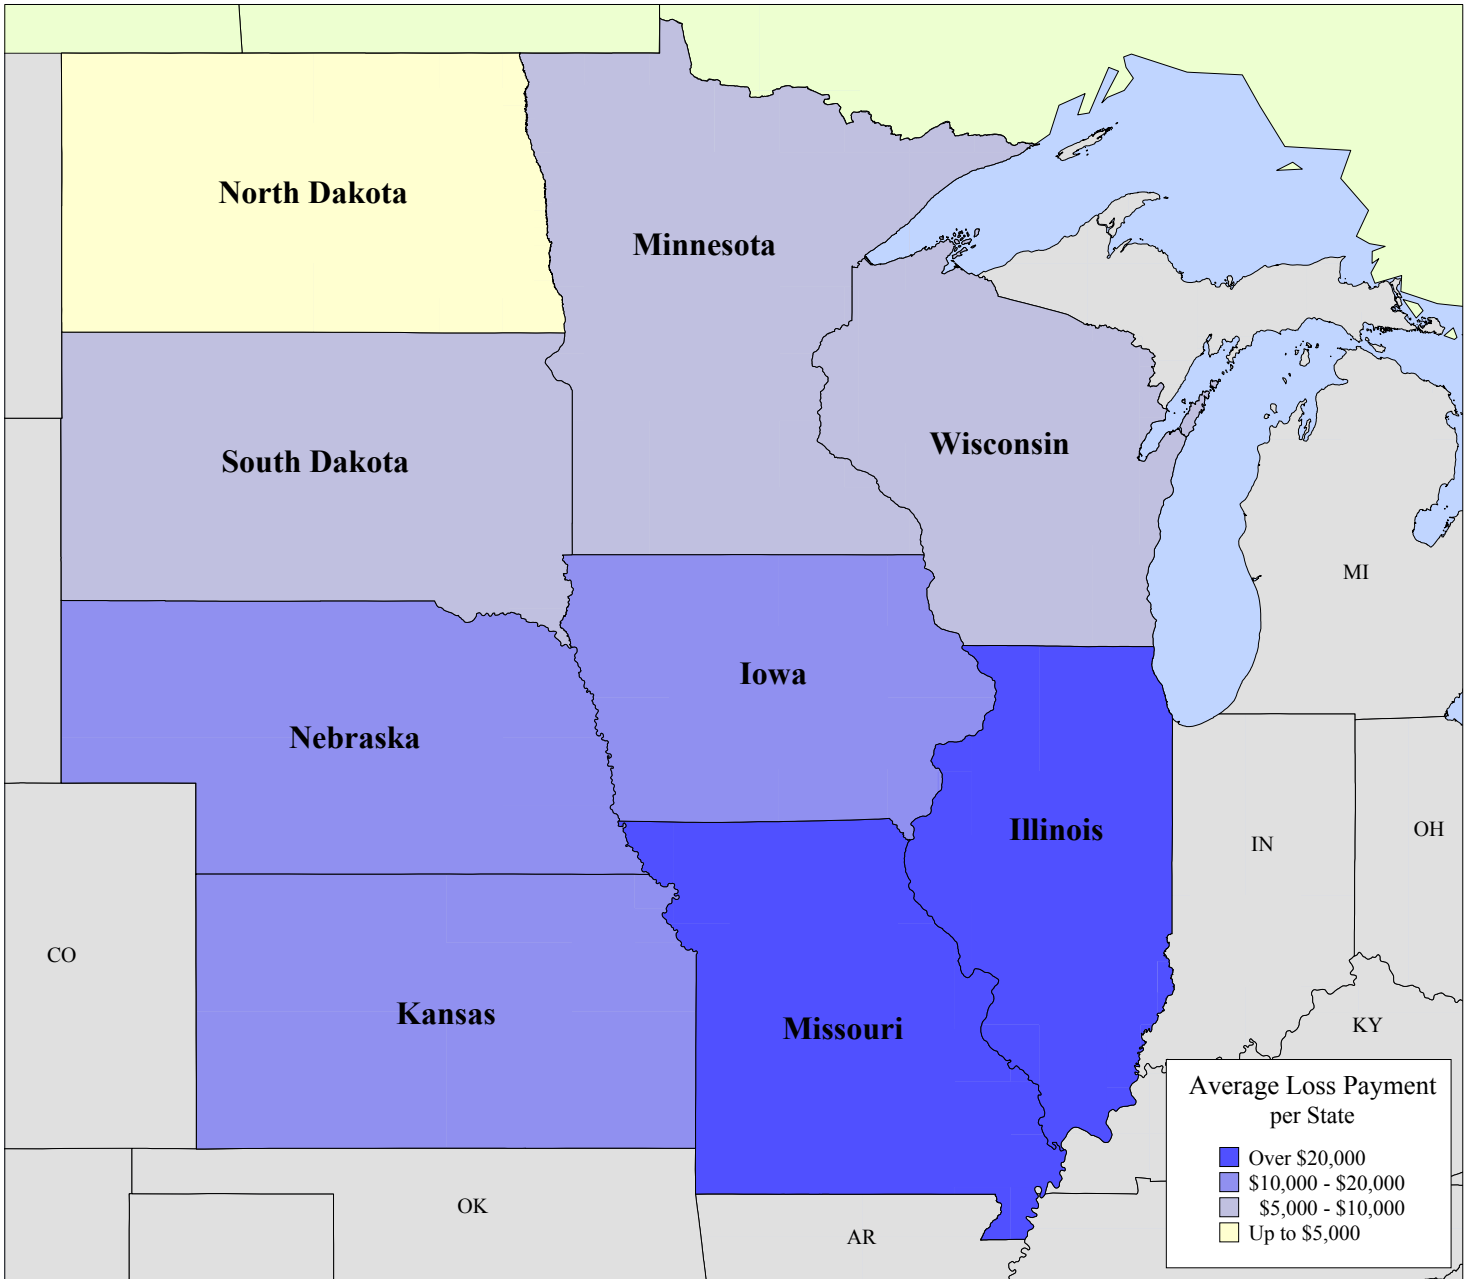 North Dakota
Minnesota
South Dakota
Wisconsin
MI
Iowa
Nebraska
Illinois
IN
OH
CO
Kansas
Missouri
KY
OK
AR
Average Loss Payment
per State
Over $20,000
$10,000 - $20,000
$5,000 - $10,000
Up to $5,000